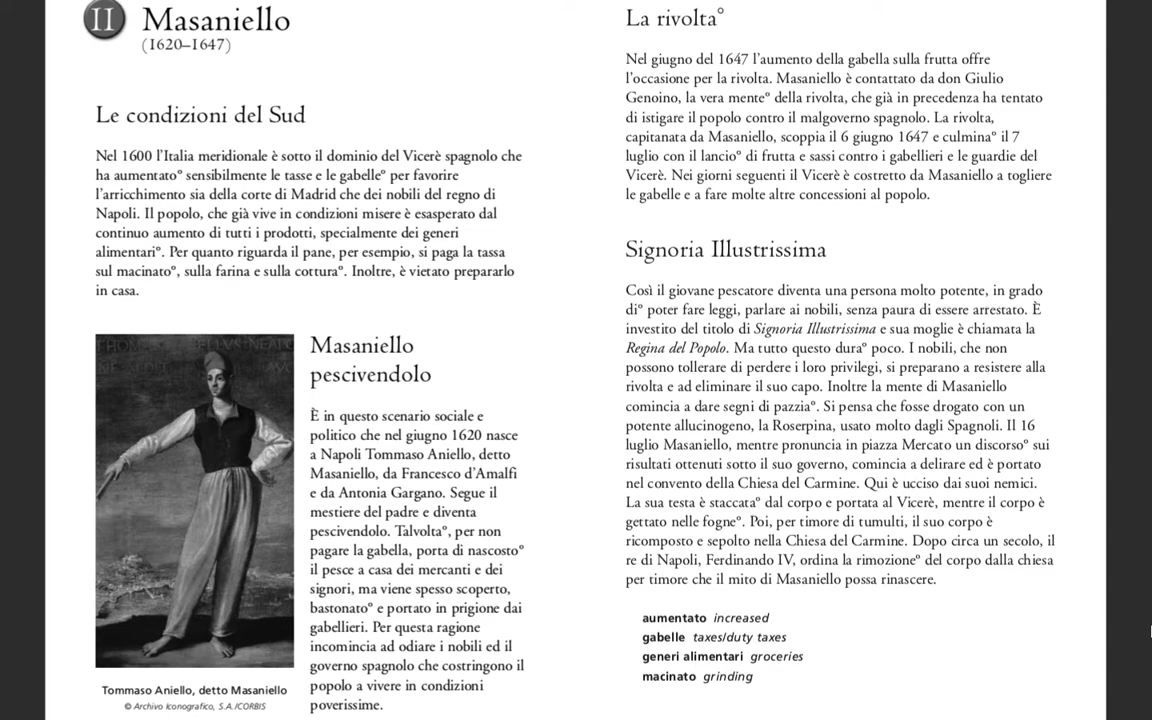 II Masaniello
(1620–1647)
Le condizioni del Sud
Nel 1600 l'Italia meridionale è sotto il dominio del Vicerè spagnolo che
ha aumentato° sensibilmente le tasse e le gabelle° per favorire
l'arricchimento sia della corte di Madrid che dei nobili del regno di
Napoli. Il popolo, che già vive in condizioni misere è esasperato dal
continuo aumento di tutti i prodotti, specialmente dei generi
alimentari°. Per quanto riguarda il pane, per esempio, si paga la tassa
sul macinato°, sulla farina e sulla cottura°. Inoltre, è vietato prepararlo
in casa.
Masaniello
pescivendolo
È in questo scenario sociale e
politico che nel giugno 1620 nasce
a Napoli Tommaso Aniello, detto
Masaniello, da Francesco d'Amalfi
e da Antonia Gargano. Segue il
mestiere del padre e diventa
pescivendolo. Talvolta°, per non
pagare la gabella, porta di nascosto°
il pesce a casa dei mercanti e dei
signori, ma viene spesso scoperto,
bastonato° e portato in prigione dai
gabellieri. Per questa ragione
incomincia ad odiare i nobili ed il
governo spagnolo che costringono il
popolo a vivere in condizioni
poverissime.
Tommaso Aniello, detto Masaniello
© Archivo Iconografico, S.A./CORBIS
La rivolta°
Nel giugno del 1647 l'aumento della gabella sulla frutta offre
l'occasione per la rivolta. Masaniello è contattato da don Giulio
Genoino, la vera mente° della rivolta, che già in precedenza ha tentato
di istigare il popolo contro il malgoverno spagnolo. La rivolta,
capitanata da Masaniello, scoppia il 6 giugno 1647 e culmina° il 7
luglio con il lancio° di frutta e sassi contro i gabellieri e le guardie del
Vicerè. Nei giorni seguenti il Vicerè è costretto da Masaniello a togliere
le gabelle e a fare molte altre concessioni al popolo.
Signoria Illustrissima
Così il giovane pescatore diventa una persona molto potente, in grado
di° poter fare leggi, parlare ai nobili, senza paura di essere arrestato. È
investito del titolo di Signoria Illustrissima e sua moglie è chiamata la
Regina del Popolo. Ma tutto questo dura° poco. I nobili, che non
possono tollerare di perdere i loro privilegi, si preparano a resistere alla
rivolta e ad eliminare il suo capo. Inoltre la mente di Masaniello
comincia a dare segni di pazzia°. Si pensa che fosse drogato con un
potente allucinogeno, la Roserpina, usato molto dagli Spagnoli. Il 16
luglio Masaniello, mentre pronuncia in piazza Mercato un discorso° sui
risultati ottenuti sotto il suo governo, comincia a delirare ed è portato
nel convento della Chiesa del Carmine. Qui è ucciso dai suoi nemici.
La sua testa è staccata° dal corpo e portata al Vicerè, mentre il corpo è
gettato nelle fogne°. Poi, per timore di tumulti, il suo corpo è
ricomposto e sepolto nella Chiesa del Carmine. Dopo circa un secolo, il
re di Napoli, Ferdinando IV, ordina la rimozione° del corpo dalla chiesa
per timore che il mito di Masaniello possa rinascere.
aumentato increased
gabelle taxes/duty taxes
generi alimentari groceries
macinato grinding